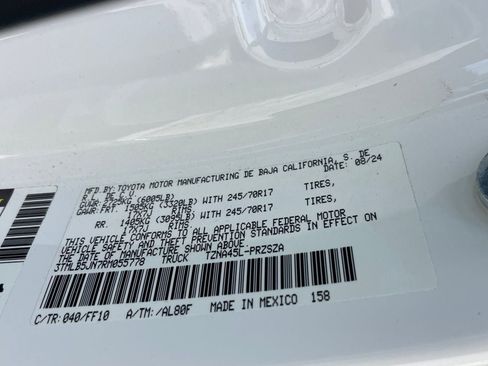 MFD.BY: TOYOTA MOTOR MANUFACTURING DE BAJA CALIFORNIA, S. DE
R.L. DE C.V. DATE: 08/24
GVWR: (6005LB)
GAWR: FRT. 1505KG (3320LB) WITH 245/70R17 TIRES,
17X7J RIMS
RR. (3095LB) WITH 245/70R17 TIRES,
17X7J RIMS
THIS VEHICLE CONFORMS TO ALL APPLICABLE FEDERAL MOTOR
VEHICLE SAFETY AND THEFT PREVENTION STANDARDS IN EFFECT ON
THE DATE OF MANUFACTURE SHOWN ABOVE.
3TMLB5JN7RM055778 TRUCK TZNA45L-PRZSZA
C/TR: 040/FF10 A/TM: /AL80F MADE IN MEXICO 158